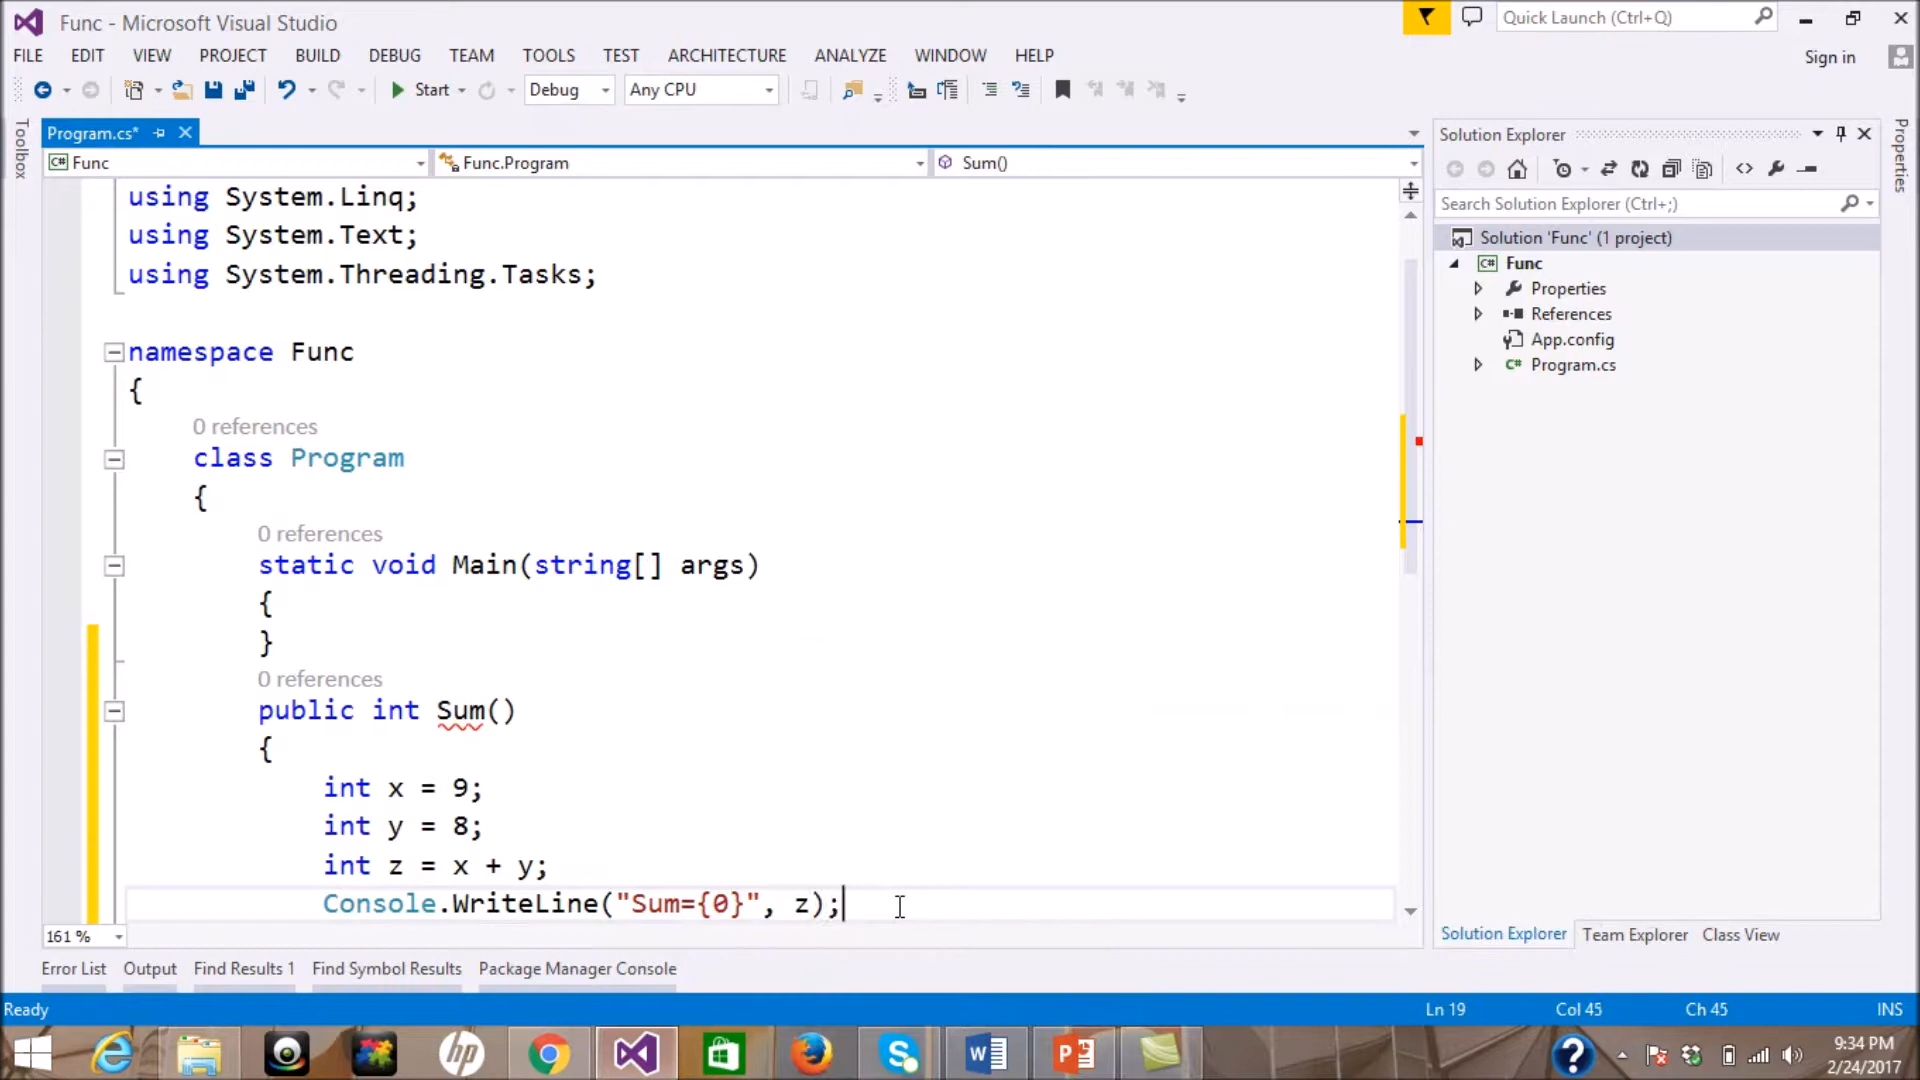 Func - Microsoft Visual Studio
Quick Launch (Ctrl+Q)
FILE EDIT VIEW PROJECT BUILD DEBUG TEAM TOOLS TEST ARCHITECTURE ANALYZE WINDOW HELP
Sign in
Start Debug Any CPU
Toolbox
Program.cs*
C# Func
Func.Program
Sum()
using System.Linq;
using System.Text;
using System.Threading.Tasks;
namespace Func
{
0 references
class Program
{
0 references
static void Main(string[] args)
{
}
0 references
public int Sum()
{
int x = 9;
int y = 8;
int z = x + y;
Console.WriteLine("Sum={0}", z);
161 %
Solution Explorer
Search Solution Explorer (Ctrl+;)
Solution 'Func' (1 project)
C# Func
Properties
References
App.config
C# Program.cs
Solution Explorer Team Explorer Class View
Properties
Error List Output Find Results 1 Find Symbol Results Package Manager Console
Ready
Ln 19 Col 45 Ch 45 INS
hp
9:34 PM
2/24/2017